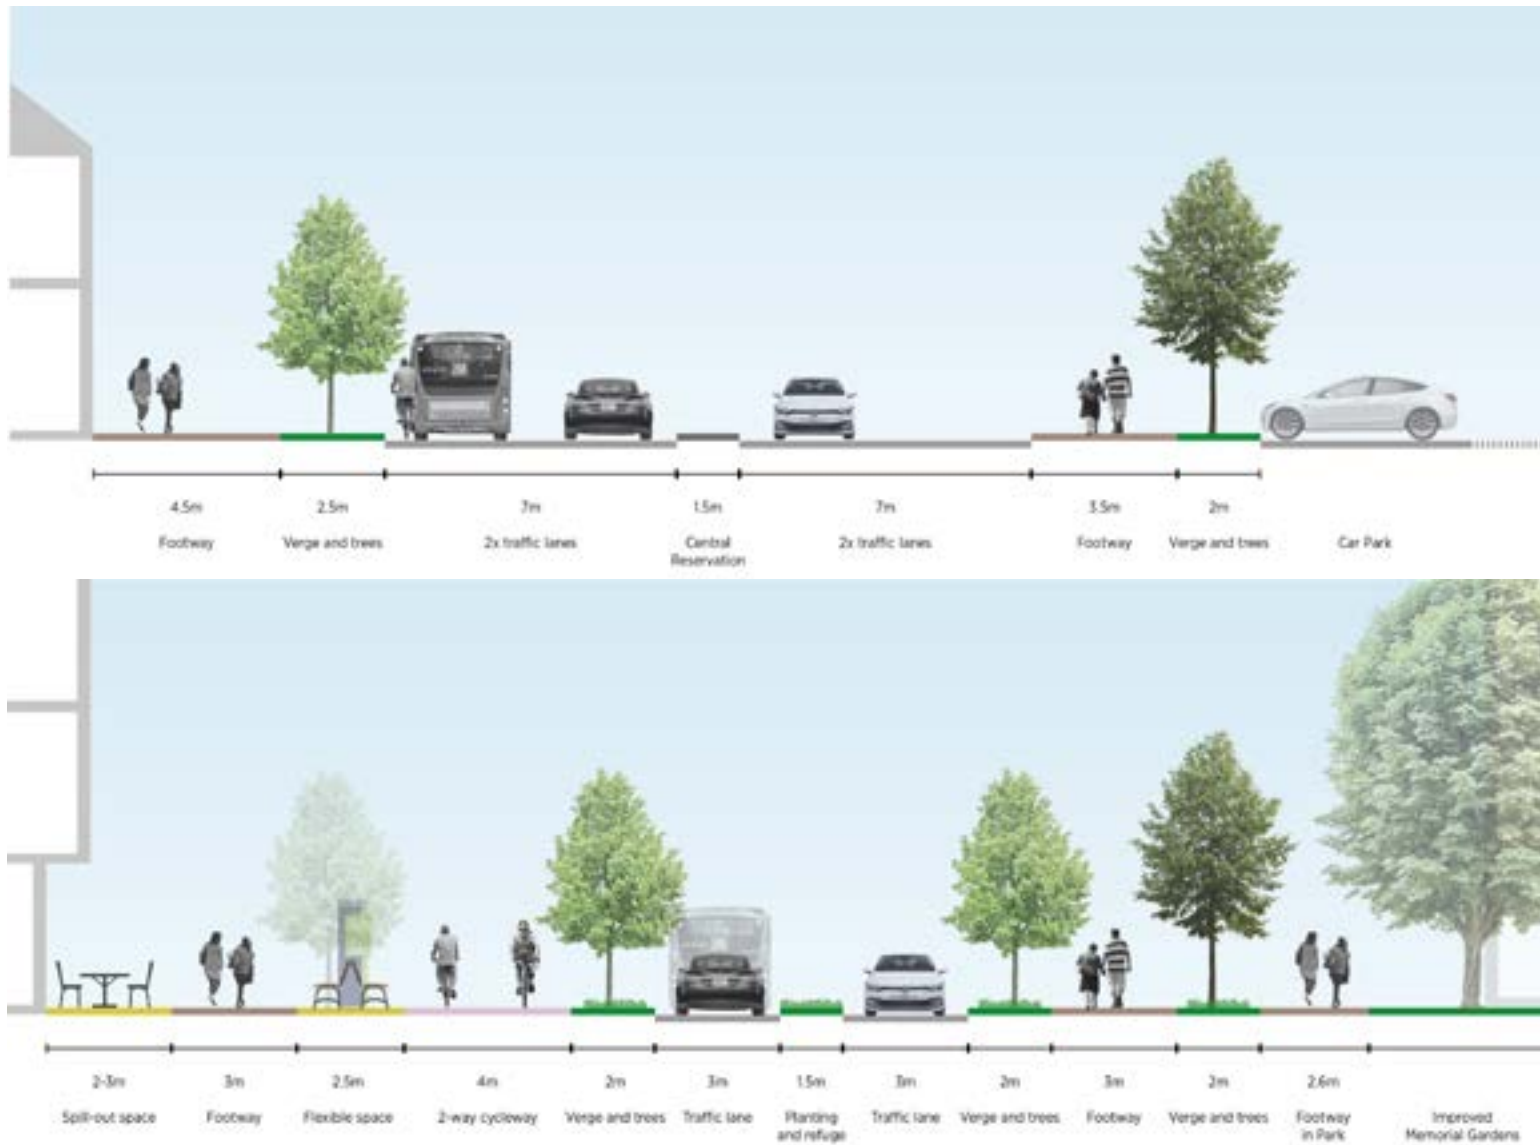 4.5m 2.5m 7m 1.5m 7m 3.5m 2m
Footway Verge and trees 2x traffic lanes Central 2x traffic lanes Footway Verge and trees Car Park
Reservation
2-3m 3m 2.5m 4m 2m 3m 1.5m 3m 2m 3m 2m 2.6m
Spill-out space Footway Flexible space 2-way cycleway Verge and trees Traffic lane Planting Traffic lane Verge and trees Footway Verge and trees Footway Improved
and refuge in Park Memorial Gardens